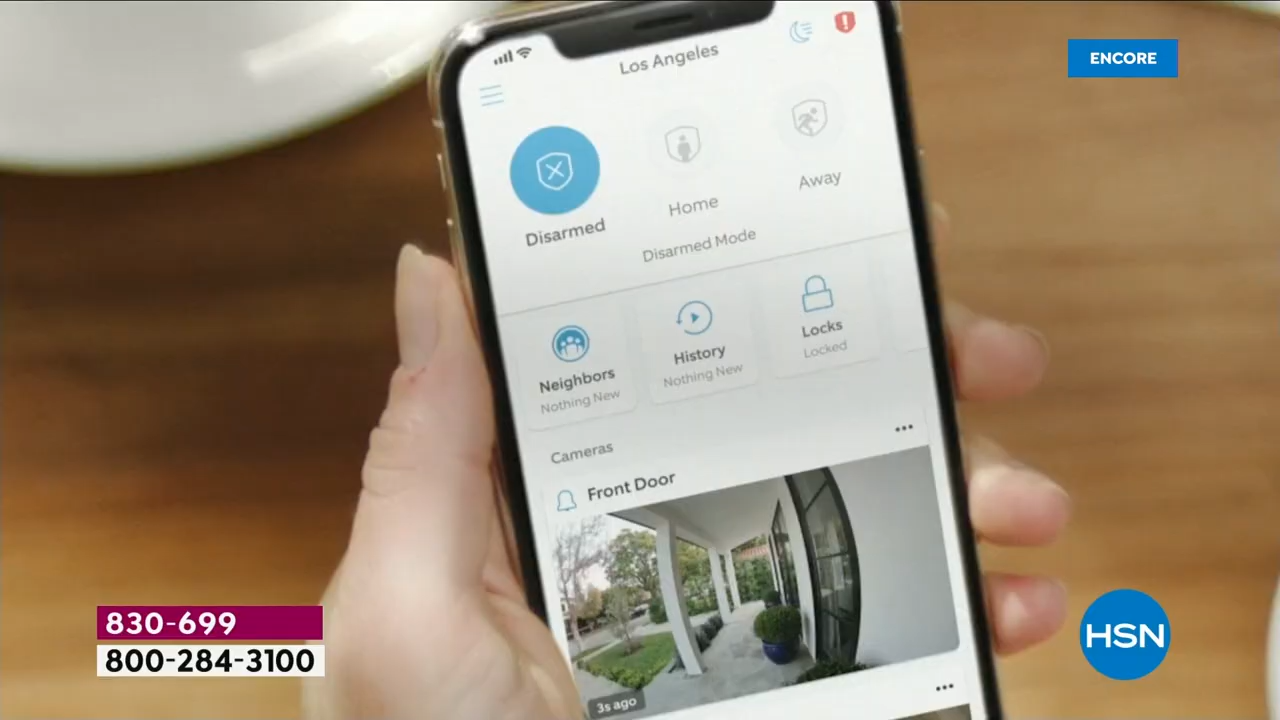 ENCORE
Los Angeles
Disarmed
Home
Away
Disarmed Mode
Neighbors
Nothing New
History
Nothing New
Locks
Locked
Cameras
Front Door
3s ago
830-699
800-284-3100
HSN